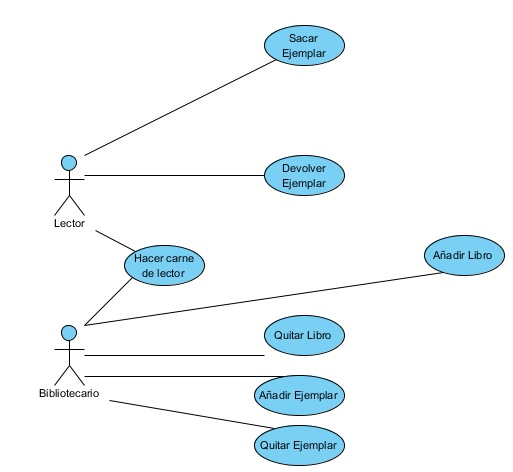 Sacar
Ejemplar
Devolver
Ejemplar
Lector
Hacer carne
de lector
Añadir Libro
Quitar Libro
Bibliotecario
Añadir Ejemplar
Quitar Ejemplar